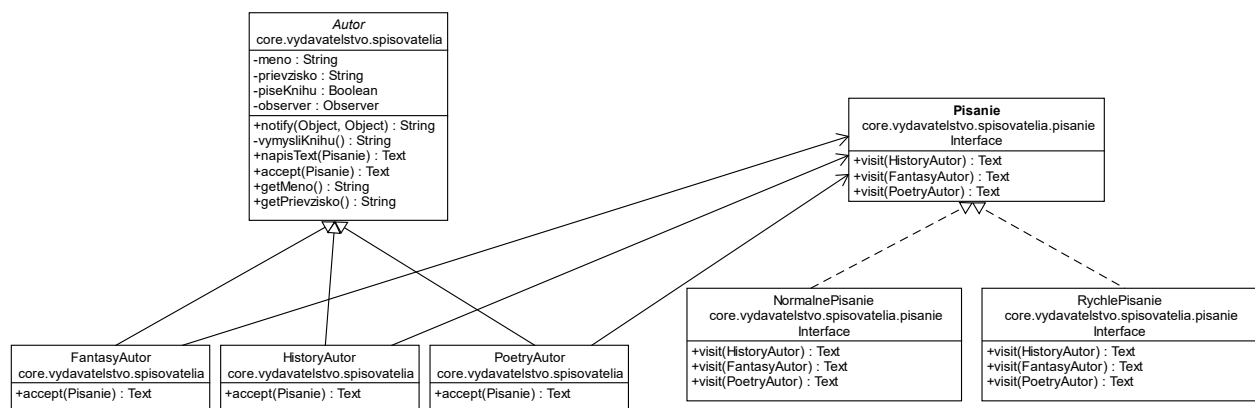 Autor
core.vydavatelstvo.spisovatelia
-meno : String
-prievzisko : String
-piseKnihu : Boolean
-observer : Observer
+notify(Object, Object) : String
-vymysliKnihu() : String
+napisText(Pisanie) : Text
+accept(Pisanie) : Text
+getMeno() : String
+getPrievzisko() : String
Pisanie
core.vydavatelstvo.spisovatelia.pisanie
Interface
+visit(HistoryAutor) : Text
+visit(FantasyAutor) : Text
+visit(PoetryAutor) : Text
NormalnePisanie
core.vydavatelstvo.spisovatelia.pisanie
Interface
+visit(HistoryAutor) : Text
+visit(FantasyAutor) : Text
+visit(PoetryAutor) : Text
RychlePisanie
core.vydavatelstvo.spisovatelia.pisanie
Interface
+visit(HistoryAutor) : Text
+visit(FantasyAutor) : Text
+visit(PoetryAutor) : Text
FantasyAutor
core.vydavatelstvo.spisovatelia
+accept(Pisanie) : Text
HistoryAutor
core.vydavatelstvo.spisovatelia
+accept(Pisanie) : Text
PoetryAutor
core.vydavatelstvo.spisovatelia
+accept(Pisanie) : Text